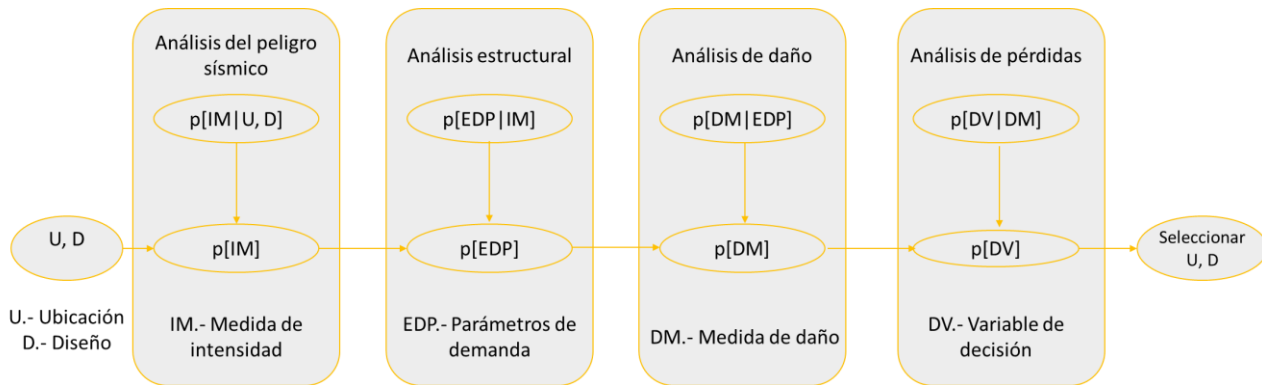 Análisis del peligro
sísmico
Análisis estructural
Análisis de daño
Análisis de pérdidas
p[IM|U, D]
p[EDP|IM]
p[DM|EDP]
p[DV|DM]
U, D
p[IM]
p[EDP]
p[DM]
p[DV]
Seleccionar
U, D
U.- Ubicación
D.- Diseño
IM.- Medida de
intensidad
EDP.- Parámetros de
demanda
DM.- Medida de daño
DV.- Variable de
decisión